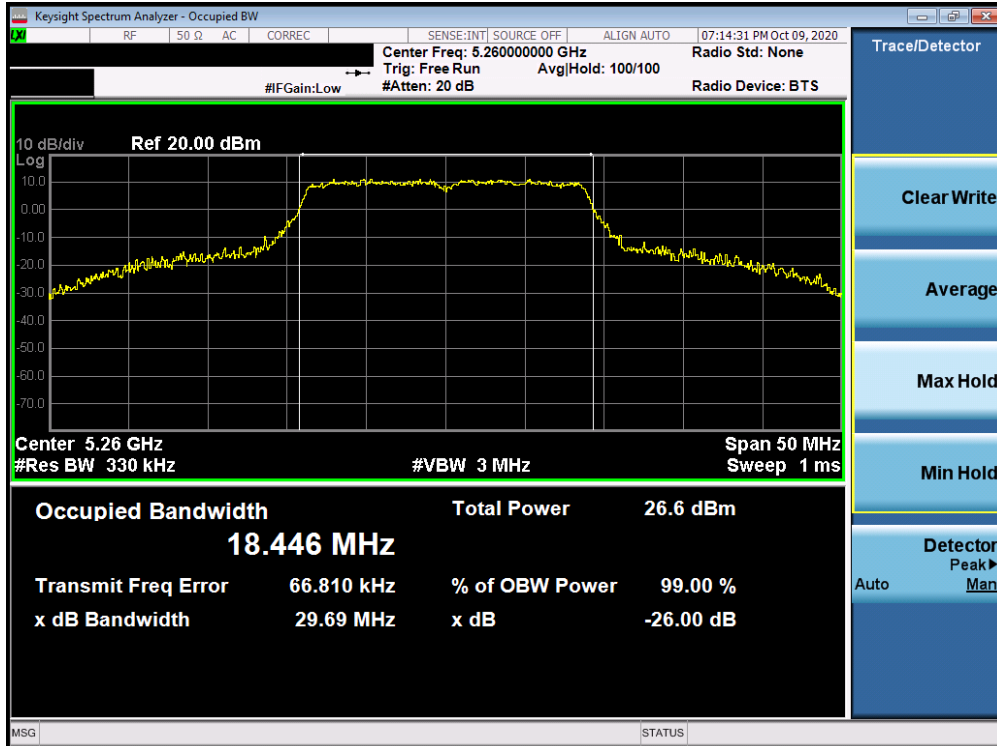 Keysight Spectrum Analyzer - Occupied BW
LXI RF 50 Ω AC CORREC SENSE:INT SOURCE OFF ALIGN AUTO 07:14:31 PM Oct 09, 2020
Center Freq: 5.260000000 GHz Radio Std: None
Trig: Free Run Avg|Hold: 100/100
#IFGain:Low #Atten: 20 dB Radio Device: BTS
Trace/Detector
10 dB/div Ref 20.00 dBm
Log
10.0
0.00
-10.0
-20.0
-30.0
-40.0
-50.0
-60.0
-70.0
Center 5.26 GHz Span 50 MHz
#Res BW 330 kHz #VBW 3 MHz Sweep 1 ms
Occupied Bandwidth Total Power 26.6 dBm
18.446 MHz
Transmit Freq Error 66.810 kHz % of OBW Power 99.00 %
x dB Bandwidth 29.69 MHz x dB -26.00 dB
Clear Write
Average
Max Hold
Min Hold
Detector
Peak▶
Auto Man
MSG STATUS